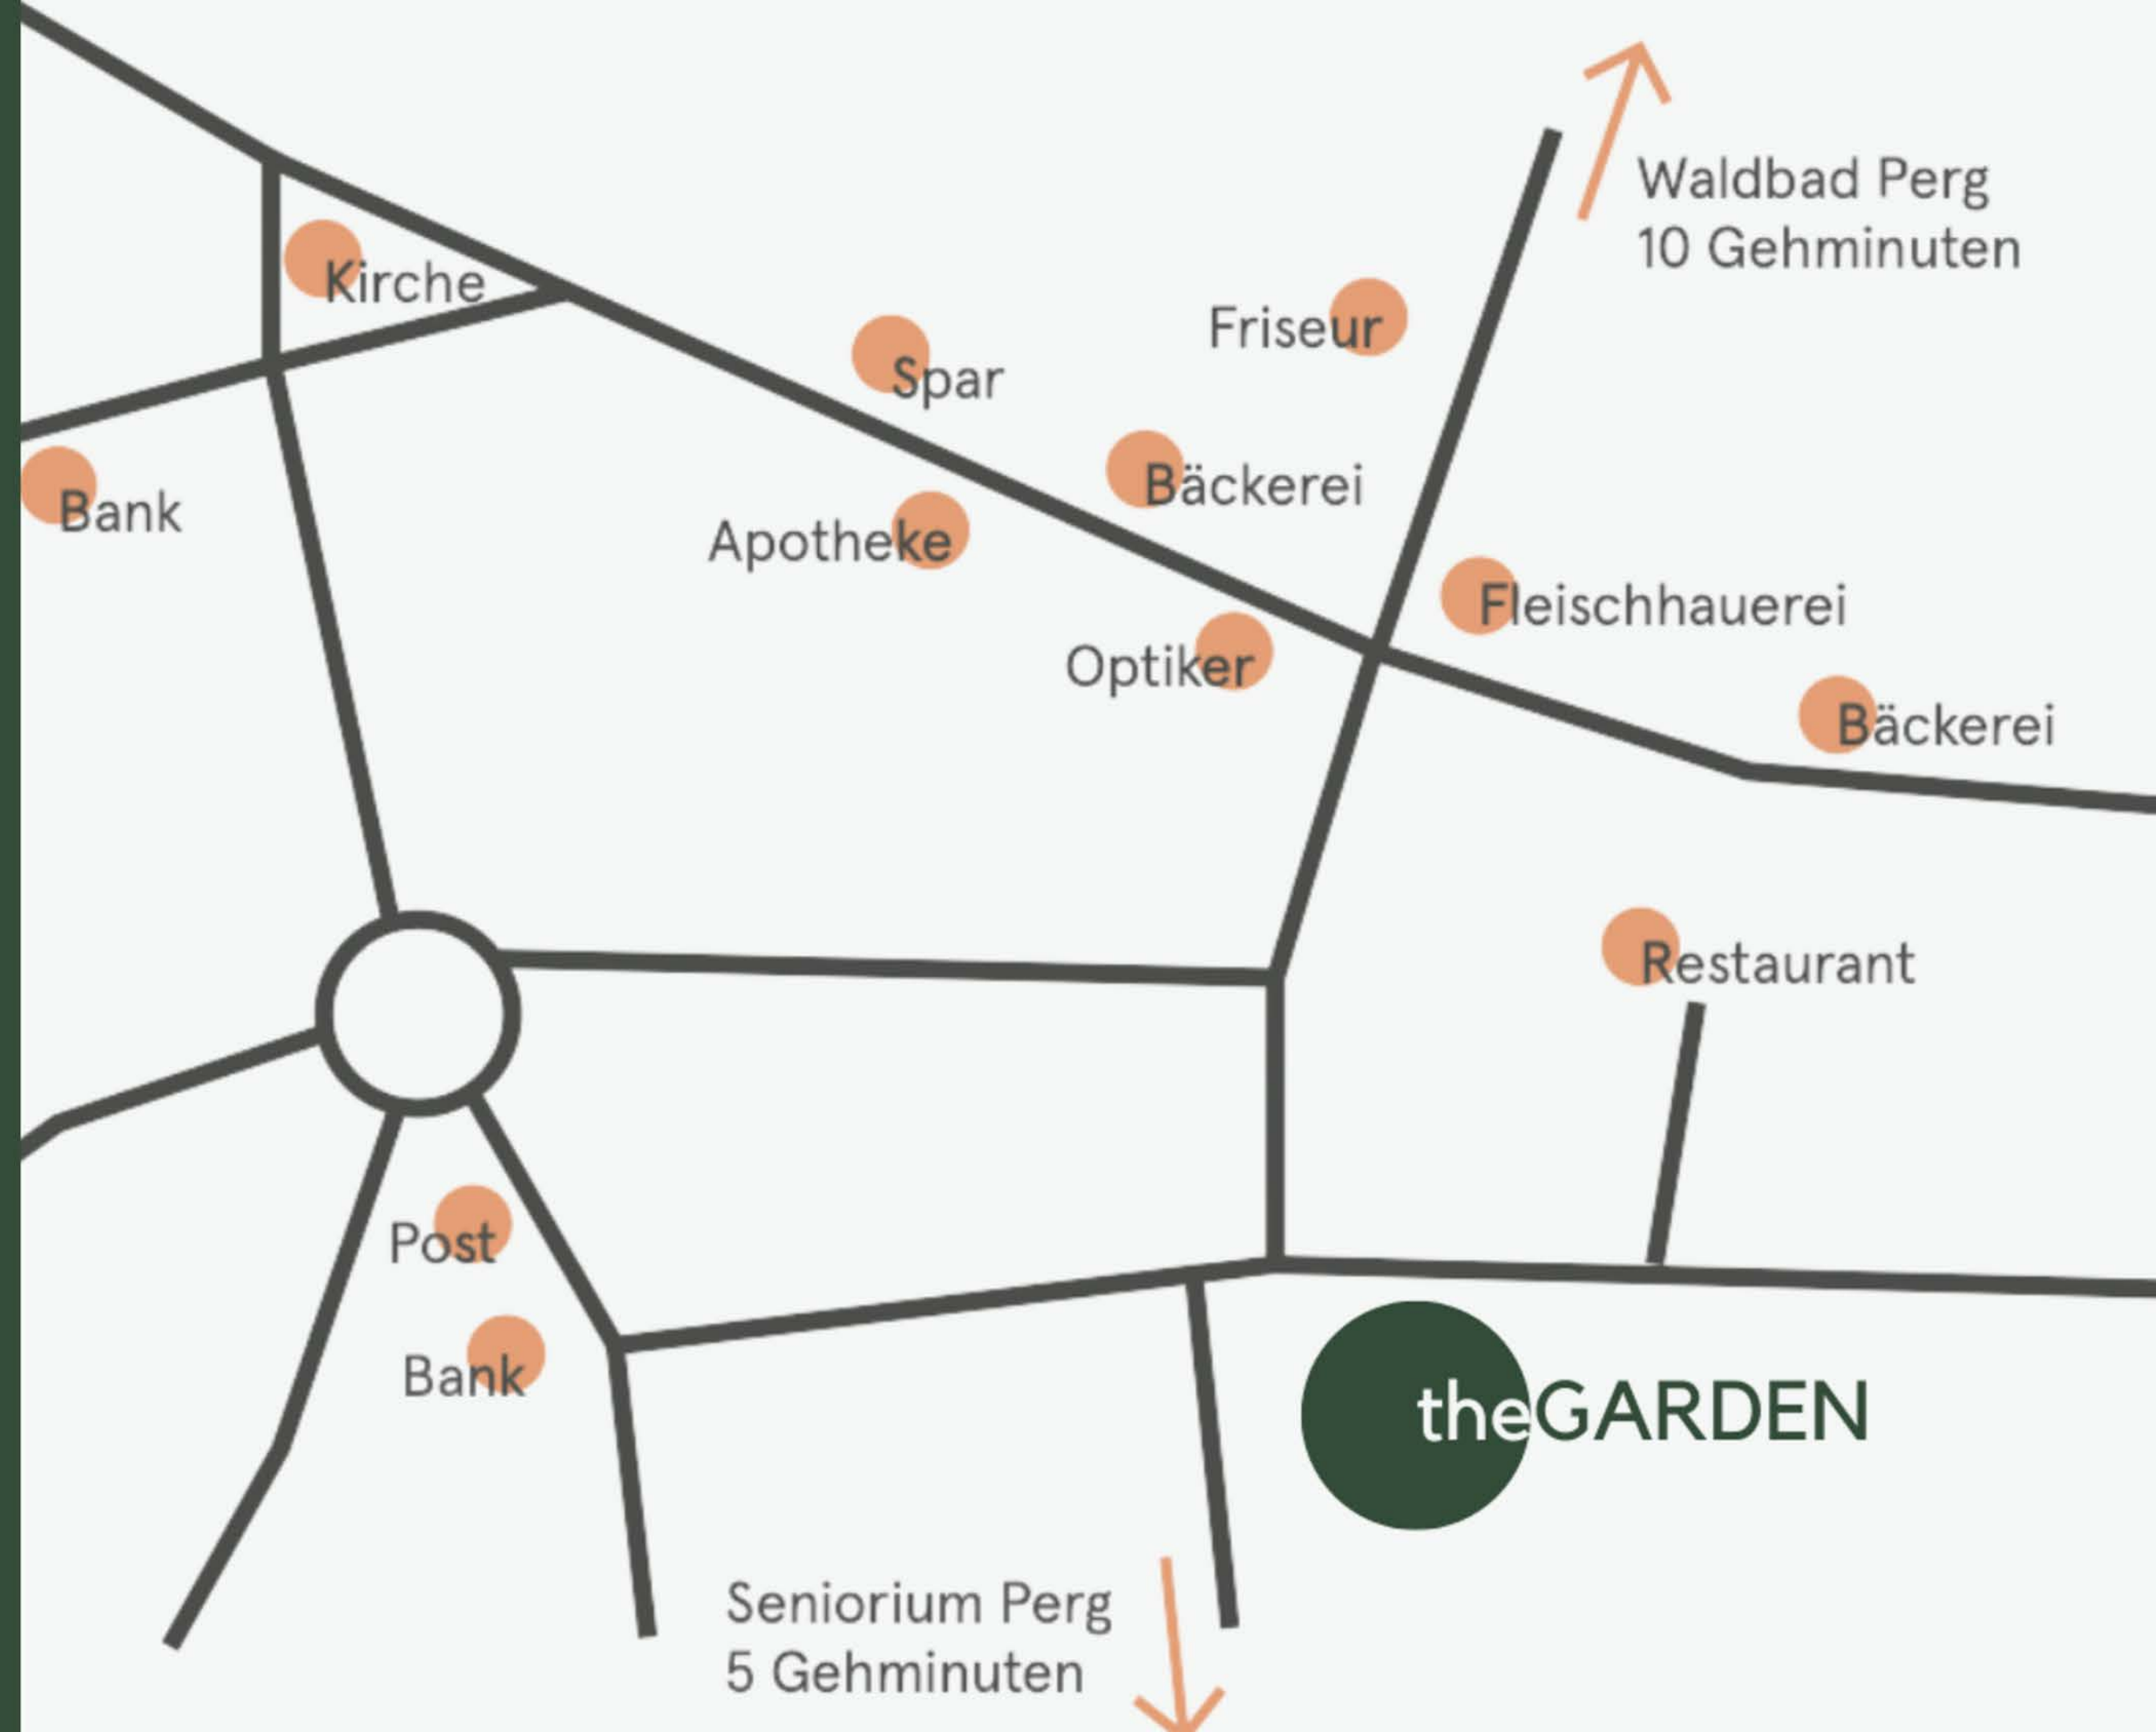 Waldbad Perg
10 Gehminuten
Kirche
Friseur
Spar
Bäckerei
Bank
Apotheke
Fleischhauerei
Optiker
Bäckerei
Restaurant
Post
Bank
theGARDEN
Seniorium Perg
5 Gehminuten